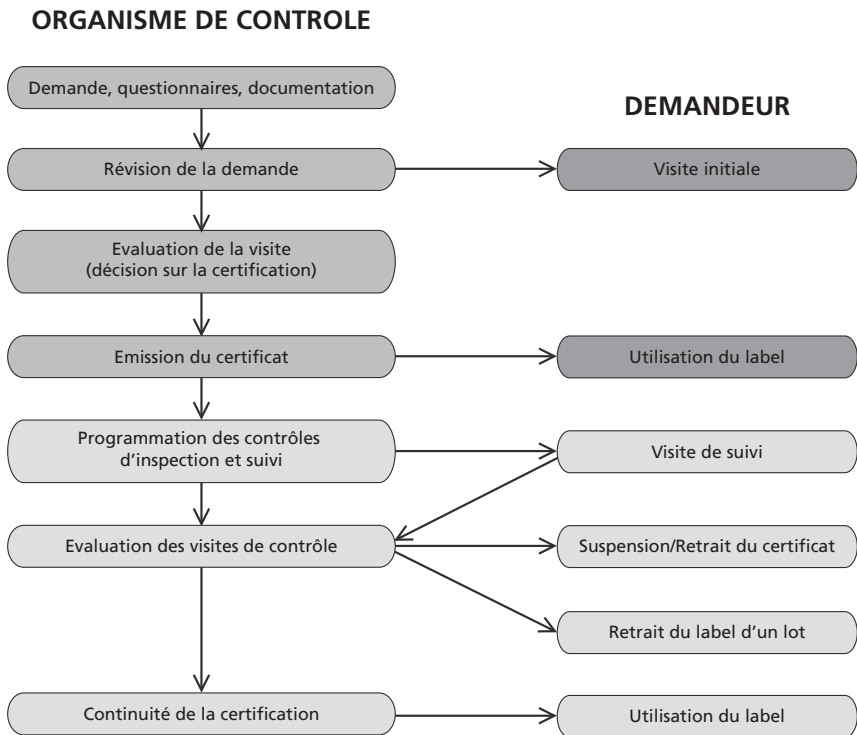 ORGANISME DE CONTROLE
Demande, questionnaires, documentation
DEMANDEUR
Révision de la demande
Visite initiale
Evaluation de la visite
(décision sur la certification)
Emission du certificat
Utilisation du label
Programmation des contrôles
d'inspection et suivi
Visite de suivi
Evaluation des visites de contrôle
Suspension/Retrait du certificat
Retrait du label d'un lot
Continuité de la certification
Utilisation du label